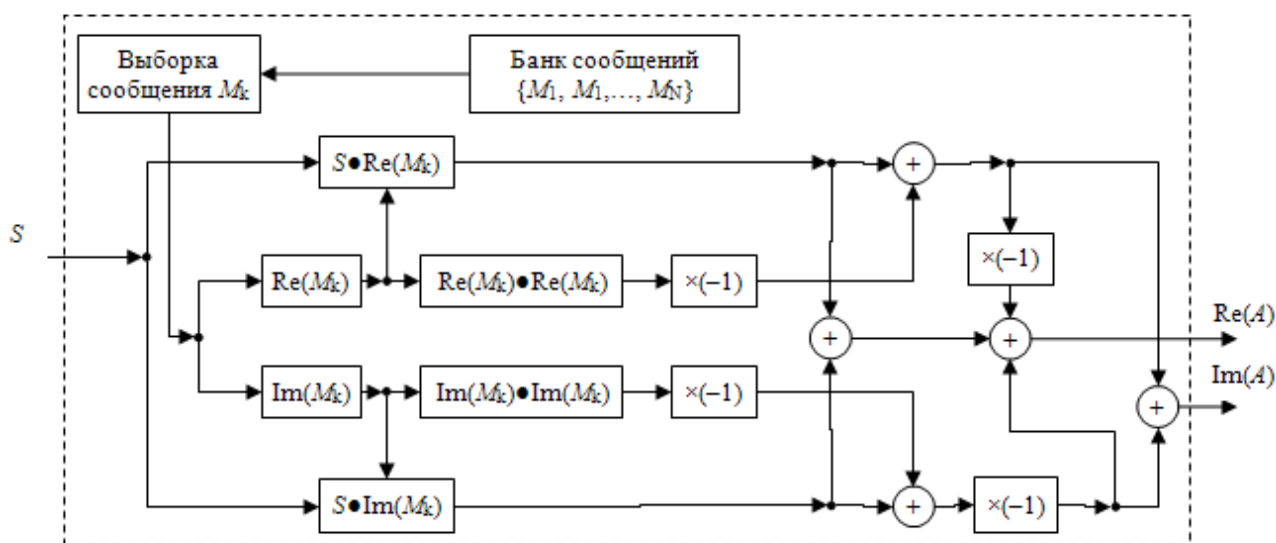 Выборка
сообщения Mk
Банк сообщений
{M1, M1,…, MN}
S●Re(Mk)
+
S
×(–1)
Re(Mk)
Re(Mk)●Re(Mk)
×(–1)
Re(A)
+
+
Im(A)
Im(Mk)
Im(Mk)●Im(Mk)
×(–1)
+
S●Im(Mk)
+
×(–1)